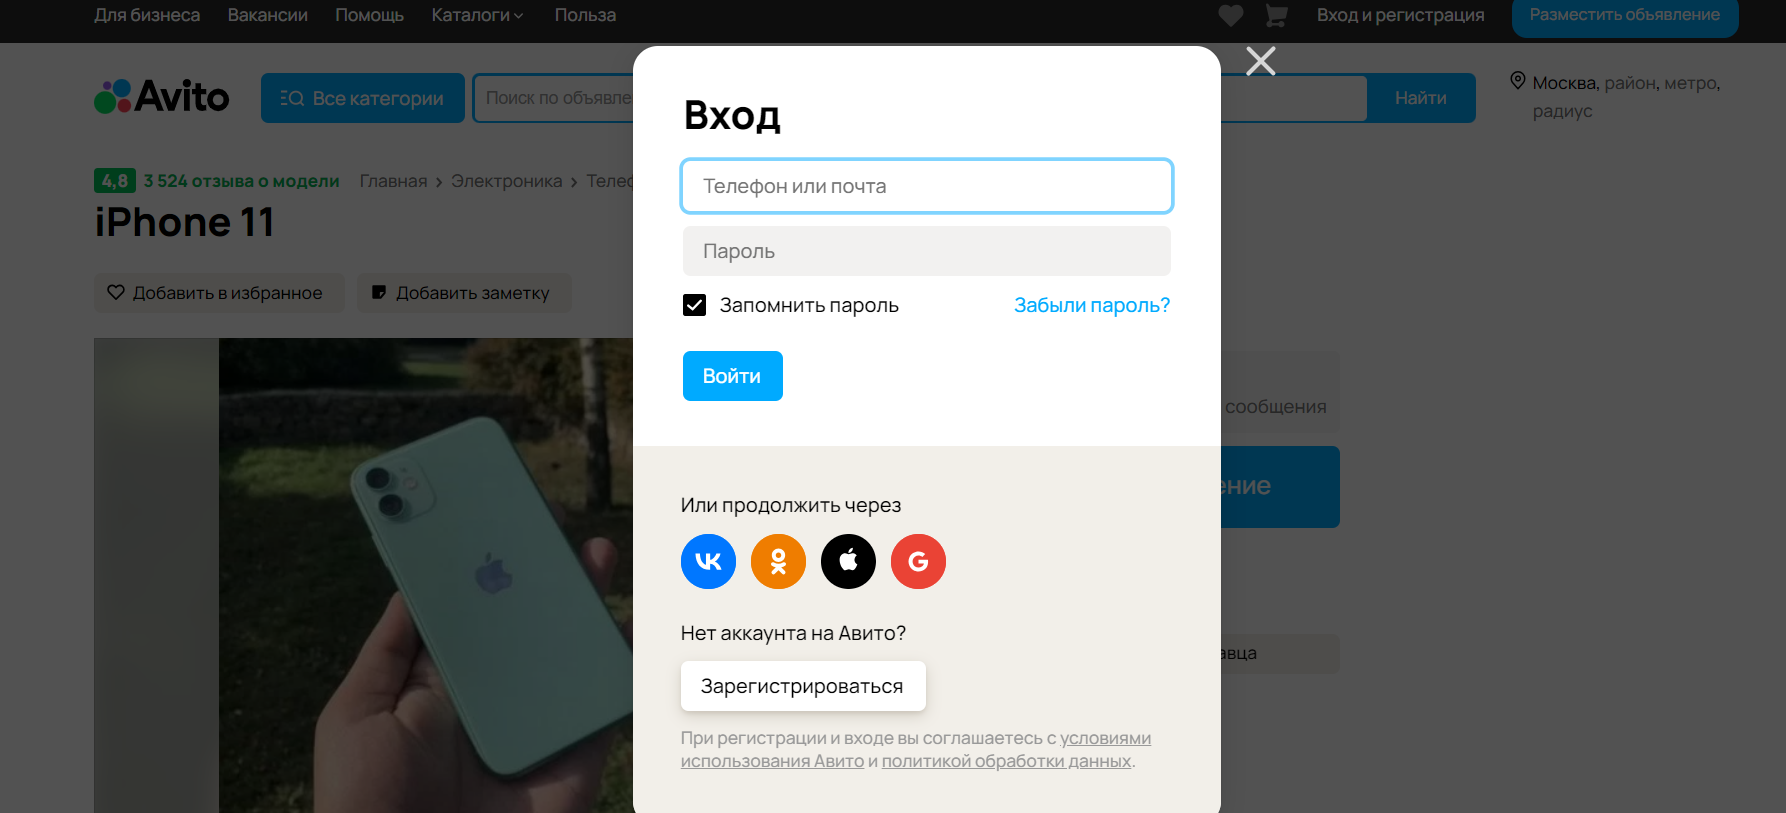 Для бизнеса Вакансии Помощь Каталоги Польза Вход и регистрация Разместить объявление
Avito Все категории Поиск по объявле Найти Москва, район, метро,
радиус
4,8 3 524 отзыва о модели Главная Электроника Телеф
iPhone 11
Добавить в избранное Добавить заметку
Вход
Телефон или почта
Пароль
Запомнить пароль Забыли пароль?
Войти
сообщения
ение
Или продолжить через
Нет аккаунта на Авито?
авца
Зарегистрироваться
При регистрации и входе вы соглашаетесь с условиями
использования Авито и политикой обработки данных.